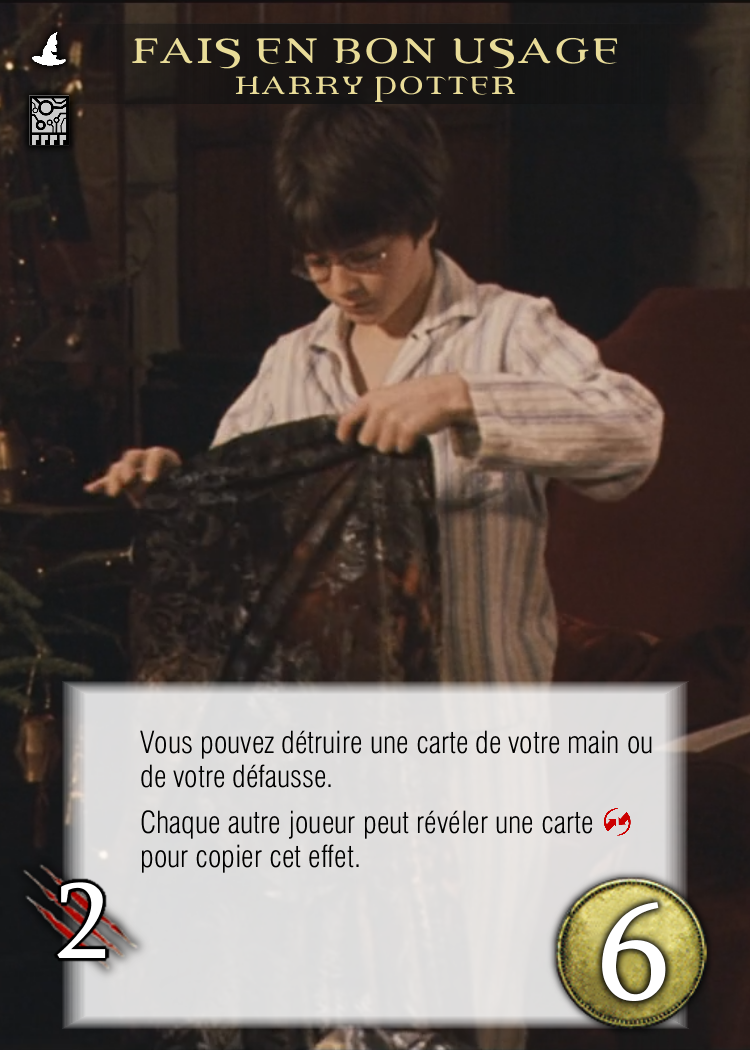 FAIS EN BON USAGE
HARRY POTTER
Vous pouvez détruire une carte de votre main ou
de votre défausse.
Chaque autre joueur peut révéler une carte
pour copier cet effet.
2
6